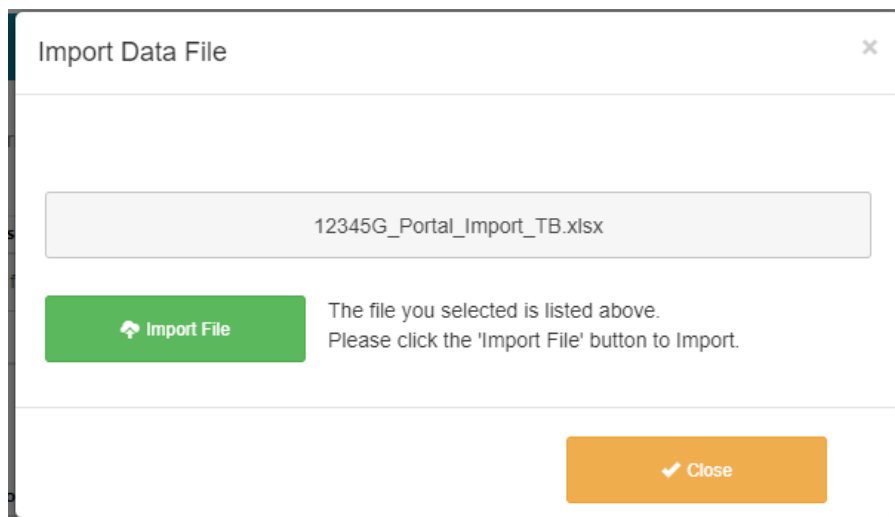 Import Data File
×
12345G_Portal_Import_TB.xlsx
Import File
The file you selected is listed above.
Please click the 'Import File' button to Import.
Close